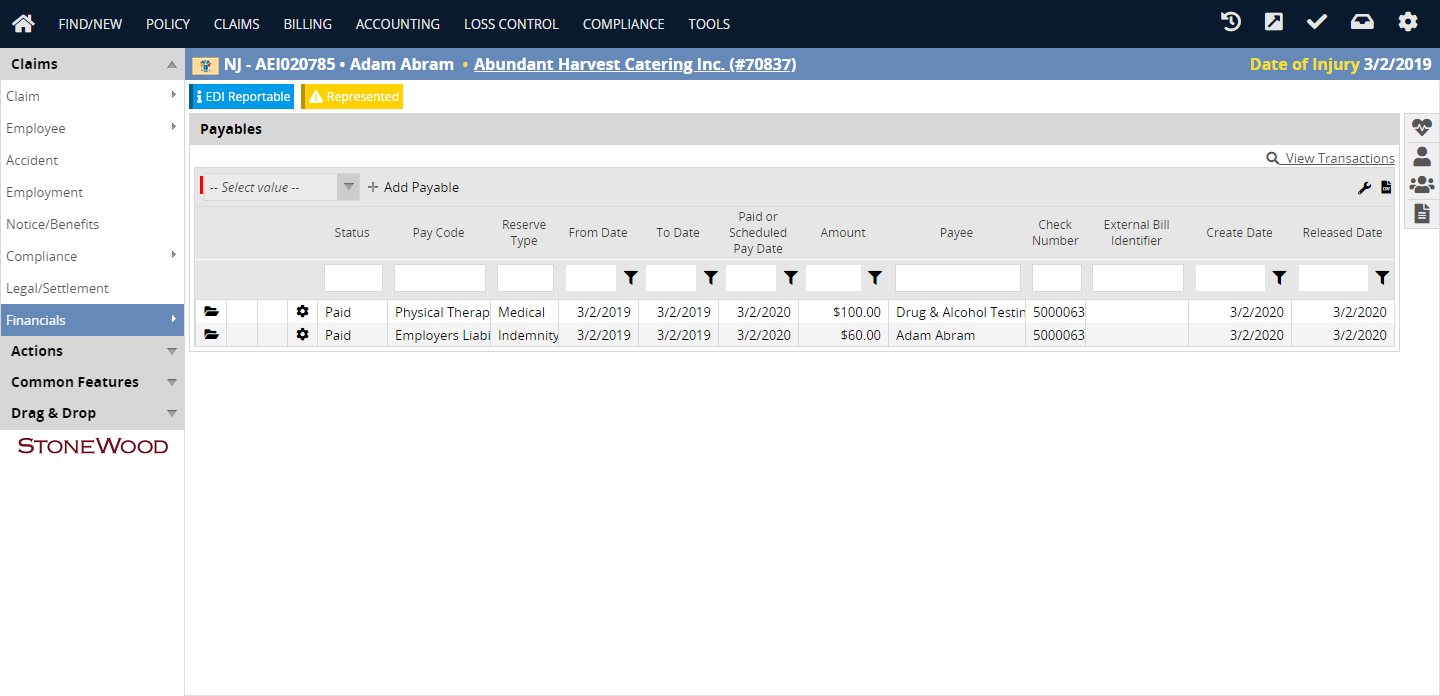 FIND/NEW POLICY CLAIMS BILLING ACCOUNTING LOSS CONTROL COMPLIANCE TOOLS
Claims
Claim
Employee
Accident
Employment
Notice/Benefits
Compliance
Legal/Settlement
Financials
Actions
Common Features
Drag & Drop
STONEWOOD
NJ - AEI020785 • Adam Abram • Abundant Harvest Catering Inc. (#70837) Date of Injury 3/2/2019
EDI Reportable Represented
Payables
View Transactions
-- Select value -- Add Payable
Status Pay Code Reserve Type From Date To Date Paid or Scheduled Pay Date Amount Payee Check Number External Bill Identifier Create Date Released Date
Paid Physical Therap Medical 3/2/2019 3/2/2019 3/2/2020 $100.00 Drug & Alcohol Testin 5000063 3/2/2020 3/2/2020
Paid Employers Liabi Indemnity 3/2/2019 3/2/2019 3/2/2020 $60.00 Adam Abram 5000063 3/2/2020 3/2/2020